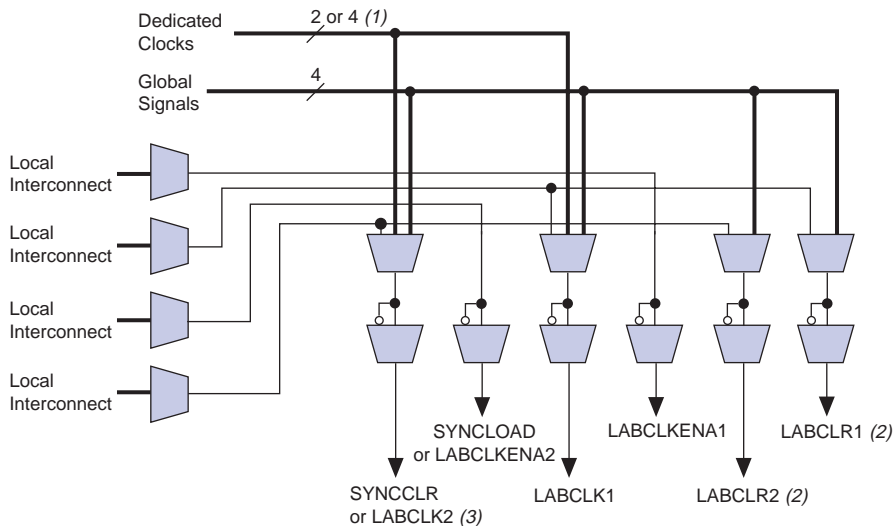 Dedicated
Clocks
2 or 4 (1)
Global
Signals
4
Local
Interconnect
Local
Interconnect
Local
Interconnect
Local
Interconnect
SYNCLOAD
or LABCLKENA2
LABCLKENA1
LABCLR1 (2)
SYNCCLR
or LABCLK2 (3)
LABCLK1
LABCLR2 (2)